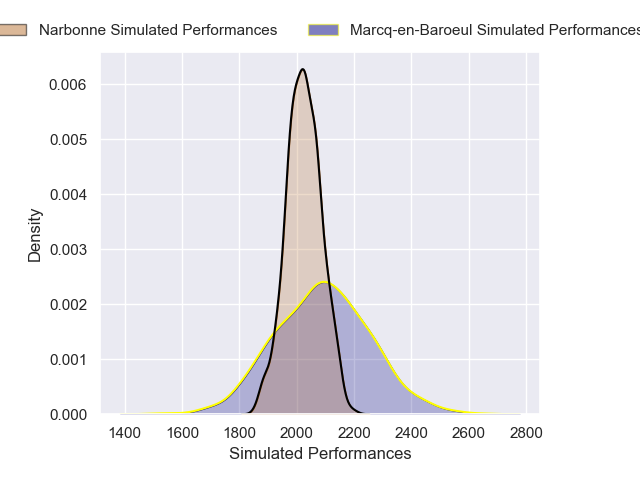 Narbonne Simulated Performances
Marcq-en-Baroeul Simulated Performances
0.006
0.005
0.004
0.003
0.002
0.001
0.000
Density
1400 1600 1800 2000 2200 2400 2600 2800
Simulated Performances